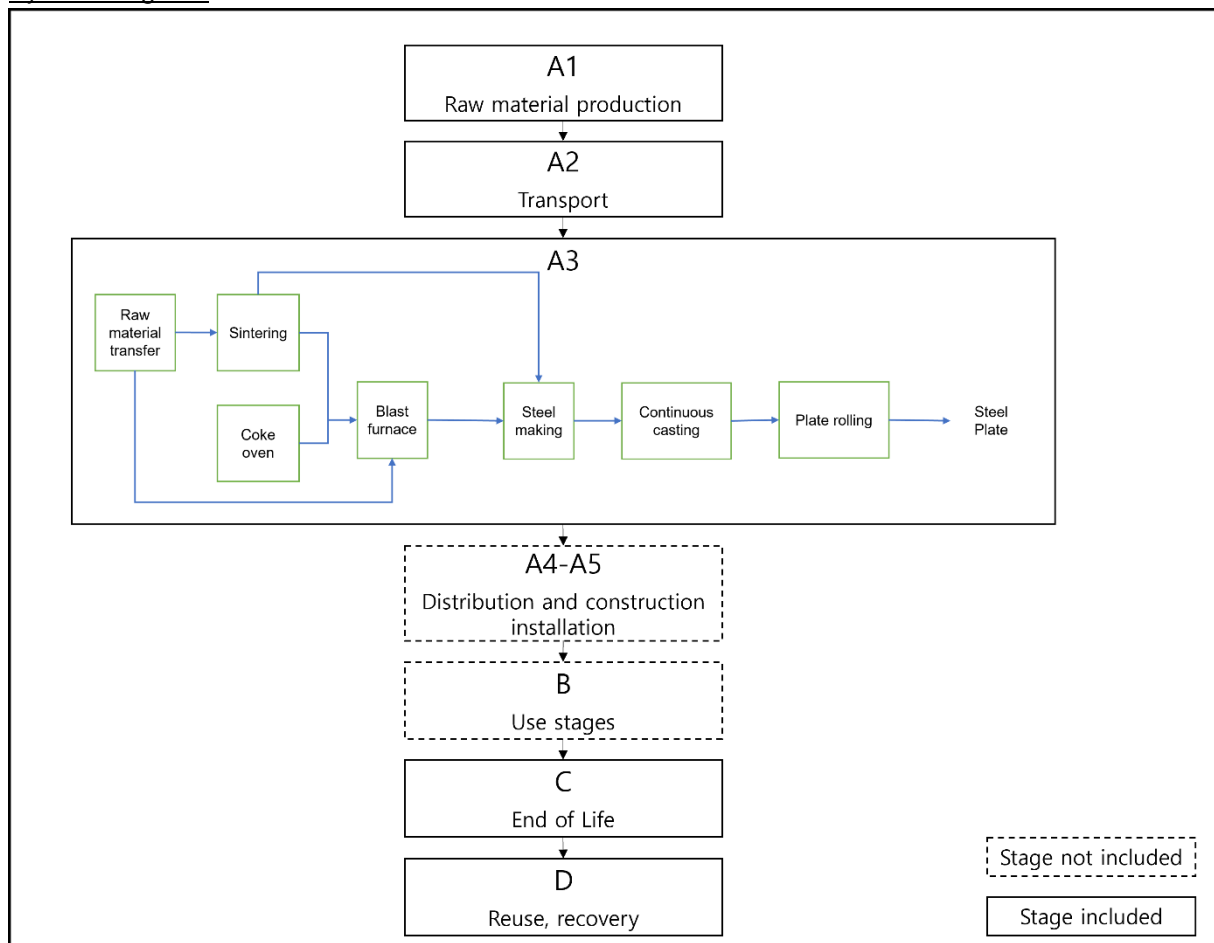 A1
Raw material production
A2
Transport
A3
Raw
material
transfer
Sintering
Coke
oven
Blast
furnace
Steel
making
Continuous
casting
Plate rolling
Steel
Plate
A4-A5
Distribution and construction
installation
B
Use stages
C
End of Life
D
Reuse, recovery
Stage not included
Stage included